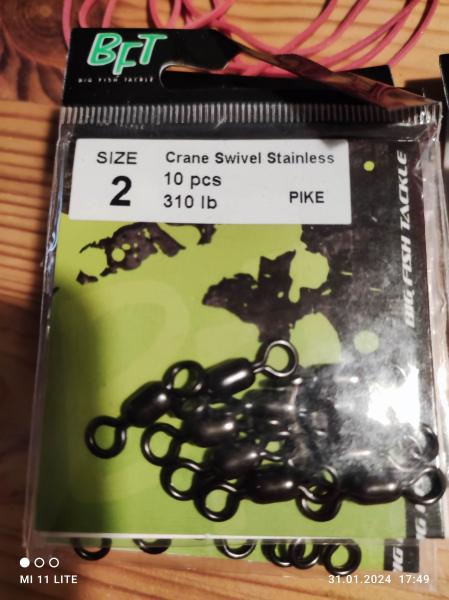 BFT
BIG FISH TACKLE
SIZE
2
Crane Swivel Stainless
10 pcs
310 lb
PIKE
BIG FISH TACKLE
MI 11 LITE
31.01.2024 17:49